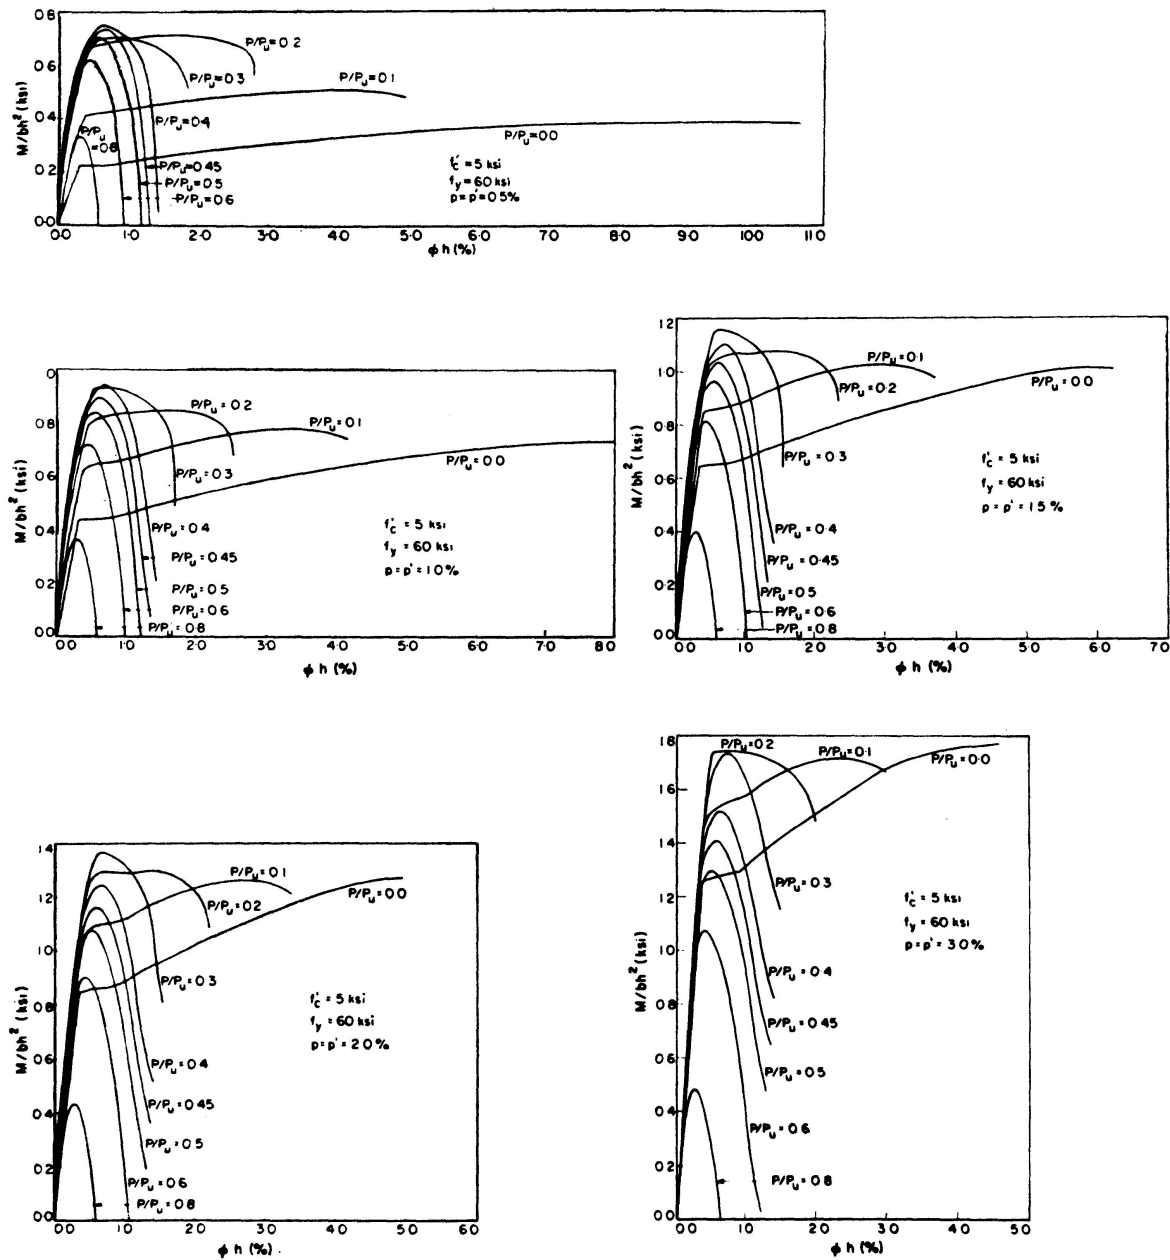 0.8
0.6
0.4
0.2
0.0
M/bh² (ksi)
P/Pu=0.2
P/Pu=0.3
P/Pu=0.1
P/Pu=0.4
P/Pu
=0.8
P/Pu=0.0
P/Pu=0.45
P/Pu=0.5
P/Pu=0.6
f'c = 5 ksi
fy = 60 ksi
p = p' = 0.5%
0.0 1.0 2.0 3.0 4.0 5.0 6.0 7.0 8.0 9.0 10.0 11.0
φ h (%)
0.8
0.6
0.4
0.2
0.0
M/bh² (ksi)
P/Pu = 0.2
P/Pu = 0.1
P/Pu = 0.0
P/Pu = 0.3
P/Pu = 0.4
P/Pu = 0.45
P/Pu = 0.5
P/Pu = 0.6
P/Pu = 0.8
f'c = 5 ksi
fy = 60 ksi
p = p' = 1.0%
0.0 1.0 2.0 3.0 4.0 5.0 6.0 7.0 8.0
φ h (%)
1.2
1.0
0.8
0.6
0.4
0.2
0.0
M/bh² (ksi)
P/Pu=0.1
P/Pu=0.2
P/Pu = 0.0
P/Pu = 0.3
P/Pu = 0.4
P/Pu=0.45
P/Pu=0.5
P/Pu = 0.6
P/Pu = 0.8
f'c = 5 ksi
fy = 60 ksi
p = p' = 1.5%
0.0 1.0 2.0 3.0 4.0 5.0 6.0 7.0
φ h (%)
1.4
1.2
1.0
0.8
0.6
0.4
0.2
0.0
M/bh² (ksi)
P/Pu=0.1
P/Pu = 0.0
P/Pu = 0.2
P/Pu = 0.3
P/Pu = 0.4
P/Pu = 0.45
P/Pu = 0.5
P/Pu = 0.6
P/Pu = 0.8
f'c = 5 ksi
fy = 60 ksi
p = p' = 2.0%
0.0 1.0 2.0 3.0 4.0 5.0 6.0
φ h (%)
1.8
1.6
1.4
1.2
1.0
0.8
0.6
0.4
0.2
0.0
M/bh² (ksi)
P/Pu=0.2
P/Pu=0.1
P/Pu = 0.0
P/Pu = 0.3
P/Pu = 0.4
P/Pu = 0.45
P/Pu = 0.5
P/Pu = 0.6
P/Pu = 0.8
f'c = 5 ksi
fy = 60 ksi
p = p' = 3.0%
0.0 1.0 2.0 3.0 4.0 5.0
φ h (%)